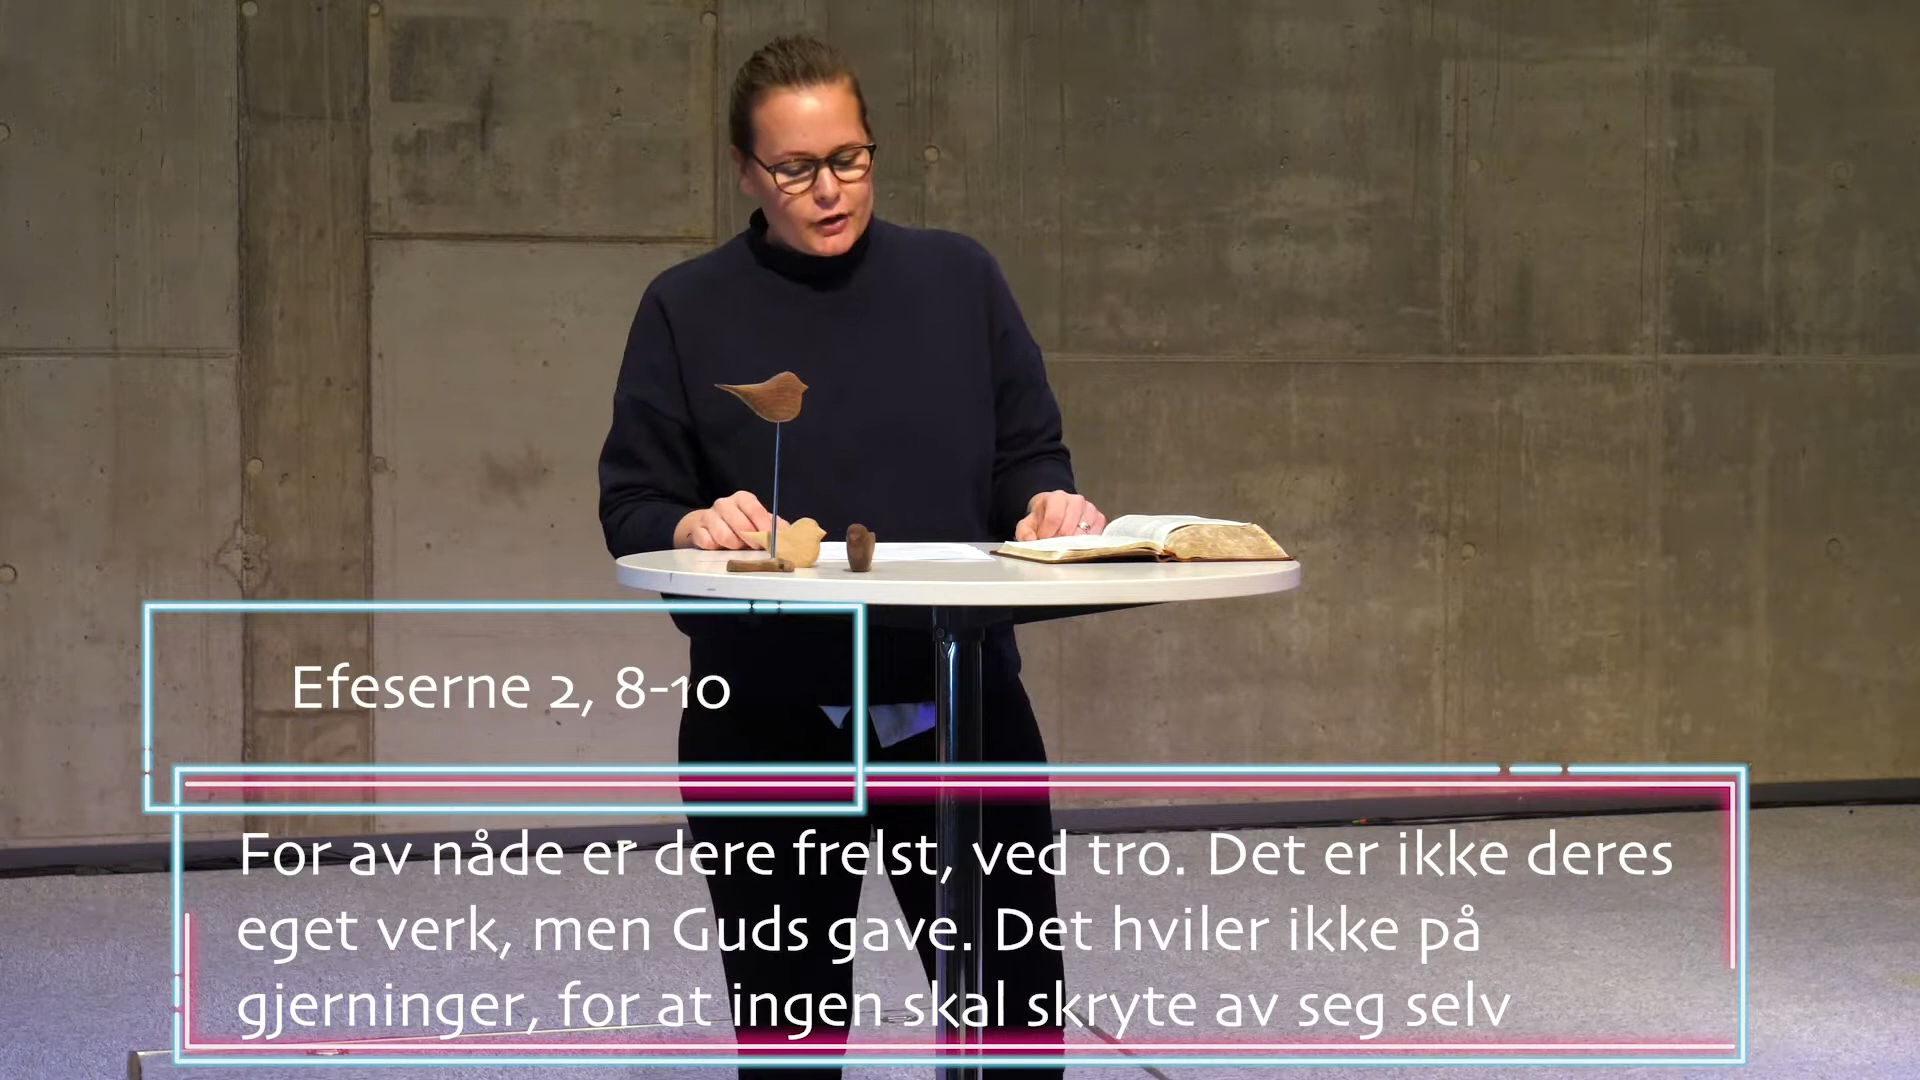 Efeserne 2, 8-10
For av nåde er dere frelst, ved tro. Det er ikke deres
eget verk, men Guds gave. Det hviler ikke på
gjerninger, for at ingen skal skryte av seg selv